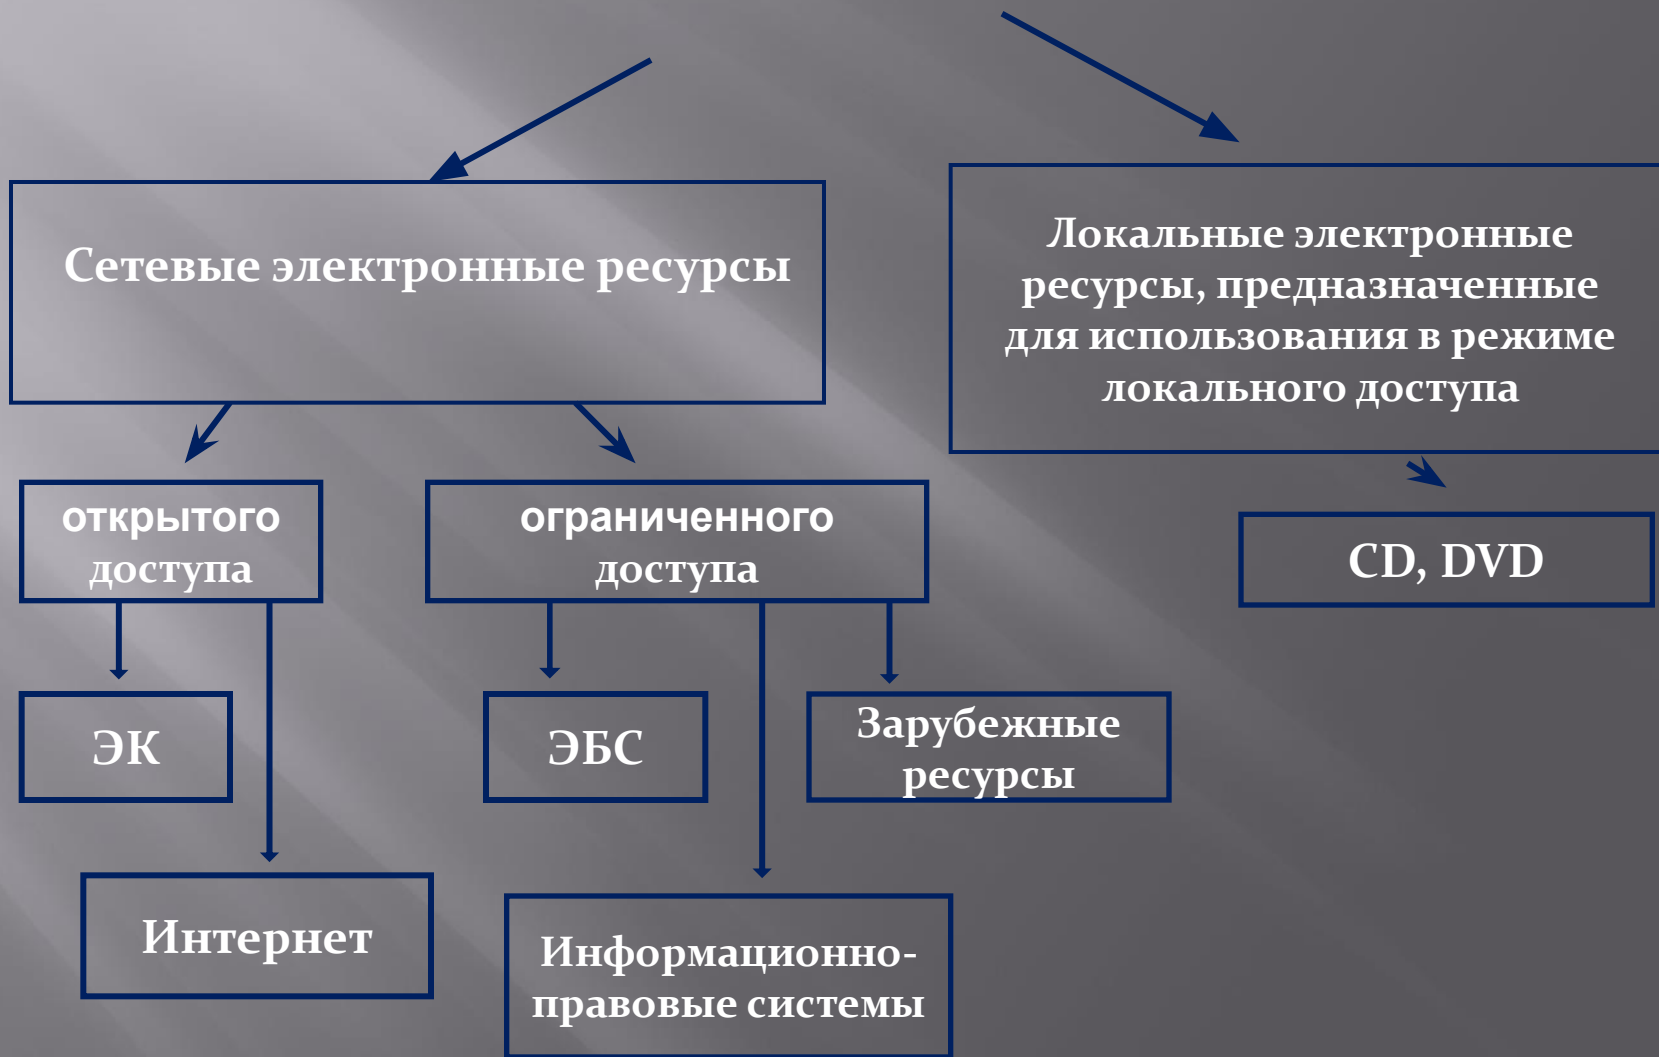 Сетевые электронные ресурсы
Локальные электронные
ресурсы, предназначенные
для использования в режиме
локального доступа
открытого
доступа
ограниченного
доступа
CD, DVD
ЭК
ЭБС
Зарубежные
ресурсы
Интернет
Информационно-
правовые системы